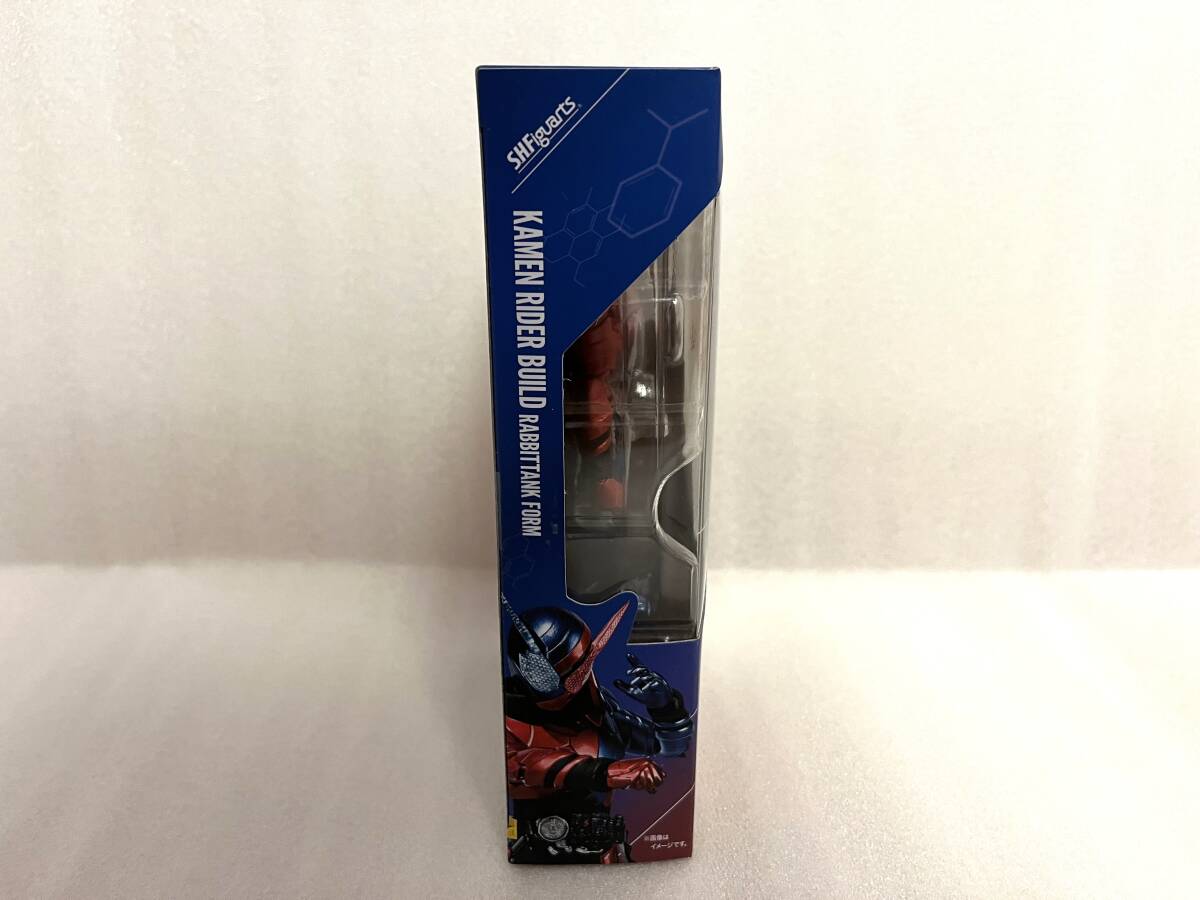 S.H.Figuarts
KAMEN RIDER BUILD RABBITTANK FORM
※画像は
イメージです。